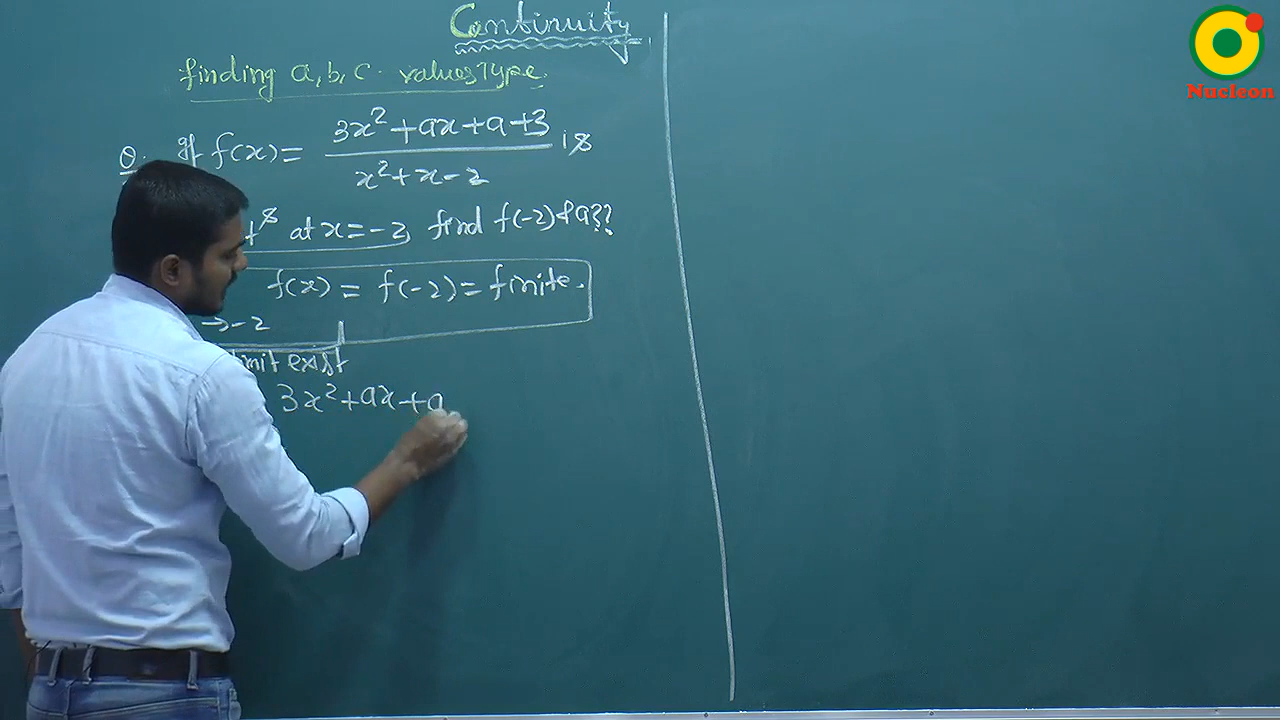 Continuity
finding a, b, c. values Type.
Q. If f(x) = (3x² + ax + a + 3)/(x² + x - 2) is
at x = -2, find f(-2) & a??
f(x) = f(-2) = finite.
→ -2
exist
3x² + ax + a
Nucleon